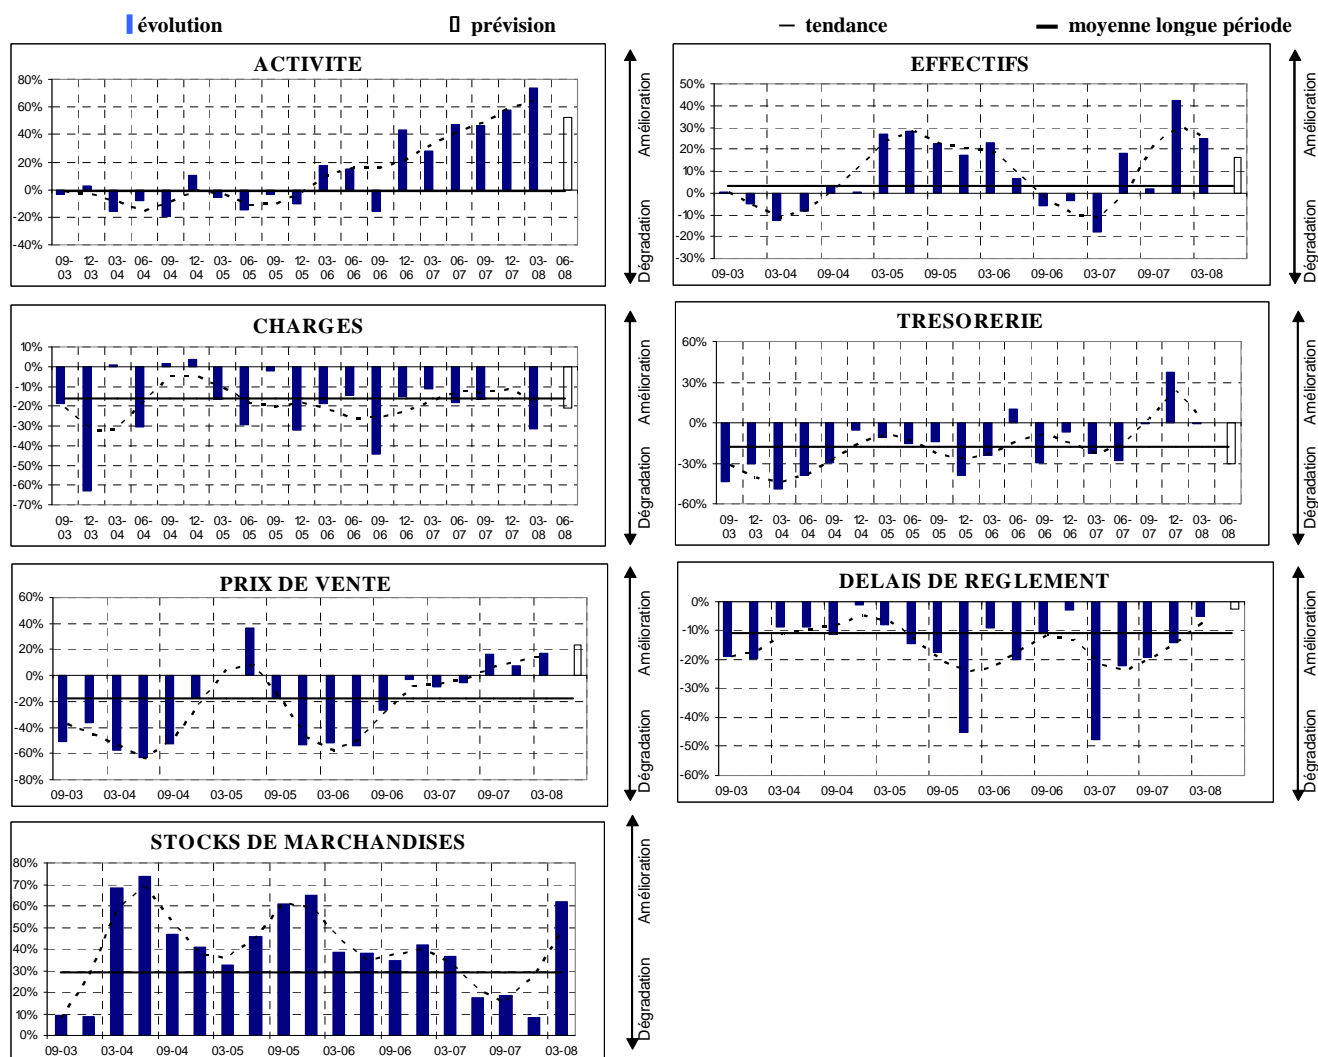 évolution prévision tendance moyenne longue période
ACTIVITE
80%
60%
40%
20%
0%
-20%
-40%
09-03 12-03 03-04 06-04 09-04 12-04 03-05 06-05 09-05 12-05 03-06 06-06 09-06 12-06 03-07 06-07 09-07 12-07 03-08 06-08
Amélioration
Dégradation
EFFECTIFS
50%
40%
30%
20%
10%
0%
-10%
-20%
-30%
09-03 03-04 09-04 03-05 09-05 03-06 09-06 03-07 09-07 03-08
Amélioration
Dégradation
CHARGES
10%
0%
-10%
-20%
-30%
-40%
-50%
-60%
-70%
09-03 12-03 03-04 06-04 09-04 12-04 03-05 06-05 09-05 12-05 03-06 06-06 09-06 12-06 03-07 06-07 09-07 12-07 03-08 06-08
Amélioration
Dégradation
TRESORERIE
60%
30%
0%
-30%
-60%
09-03 12-03 03-04 06-04 09-04 12-04 03-05 06-05 09-05 12-05 03-06 06-06 09-06 12-06 03-07 06-07 09-07 12-07 03-08 06-08
Amélioration
Dégradation
PRIX DE VENTE
60%
40%
20%
0%
-20%
-40%
-60%
-80%
09-03 03-04 09-04 03-05 09-05 03-06 09-06 03-07 09-07 03-08
Amélioration
Dégradation
DELAIS DE REGLEMENT
0%
-10%
-20%
-30%
-40%
-50%
-60%
09-03 03-04 09-04 03-05 09-05 03-06 09-06 03-07 09-07 03-08
Amélioration
Dégradation
STOCKS DE MARCHANDISES
80%
70%
60%
50%
40%
30%
20%
10%
0%
09-03 03-04 09-04 03-05 09-05 03-06 09-06 03-07 09-07 03-08
Amélioration
Dégradation